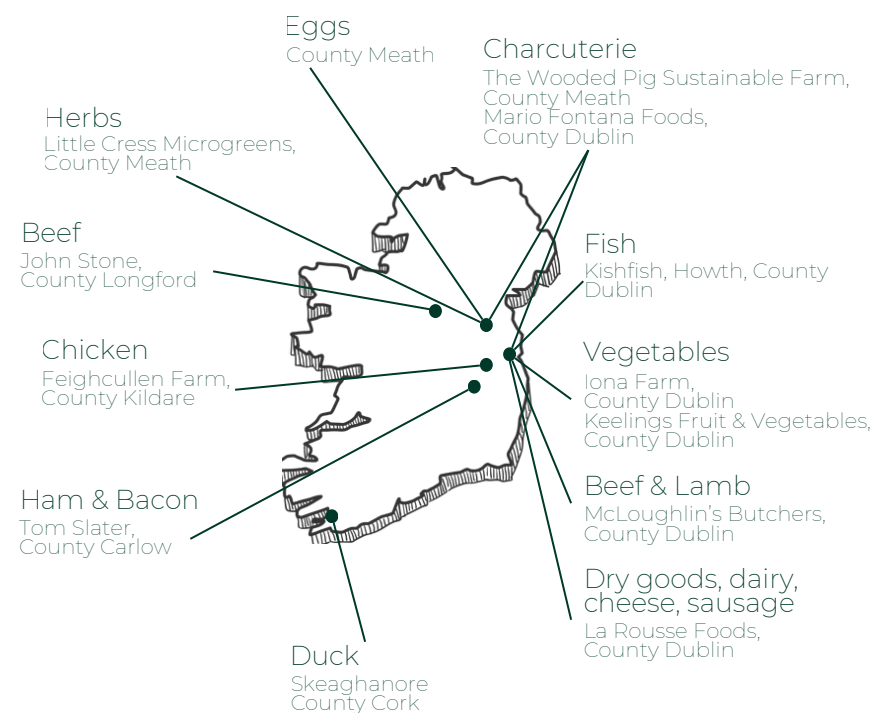 Eggs
County Meath
Charcuterie
The Wooded Pig Sustainable Farm,
County Meath
Mario Fontana Foods,
County Dublin
Herbs
Little Cress Microgreens,
County Meath
Beef
John Stone,
County Longford
Fish
Kishfish, Howth, County
Dublin
Chicken
Feighcullen Farm,
County Kildare
Vegetables
Iona Farm,
County Dublin
Keelings Fruit & Vegetables,
County Dublin
Ham & Bacon
Tom Slater,
County Carlow
Beef & Lamb
McLoughlin's Butchers,
County Dublin
Dry goods, dairy,
cheese, sausage
La Rousse Foods,
County Dublin
Duck
Skeaghanore
County Cork